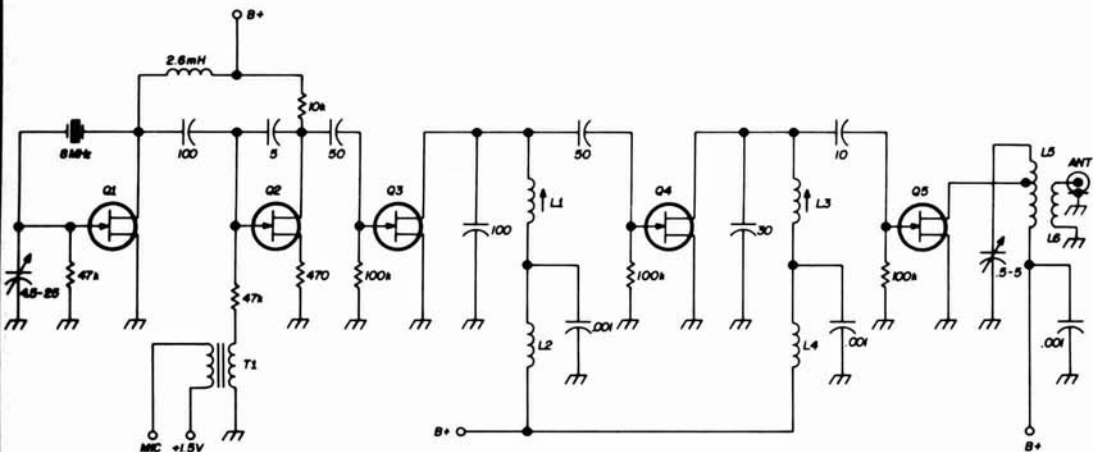 B+
2.6mH
10k
8 MHz
100
5
50
Q1
Q2
Q3
47k
4.5-25
47k
470
100k
T1
MIC
+1.5V
100
L1
50
L2
.001
B+
Q4
100k
30
L3
10
L4
.001
Q5
100k
.5-5
L5
L6
ANT
.001
B+